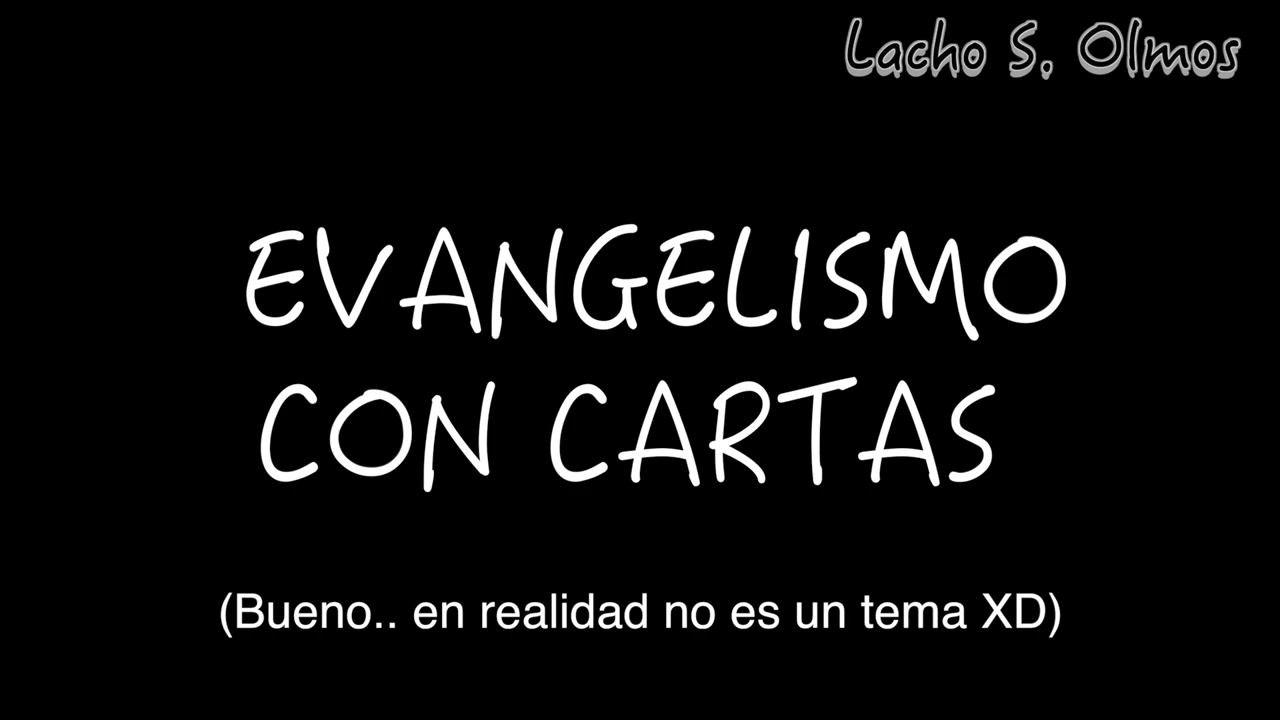 Lacho S. Olmos
EVANGELISMO
CON CARTAS
(Bueno.. en realidad no es un tema XD)